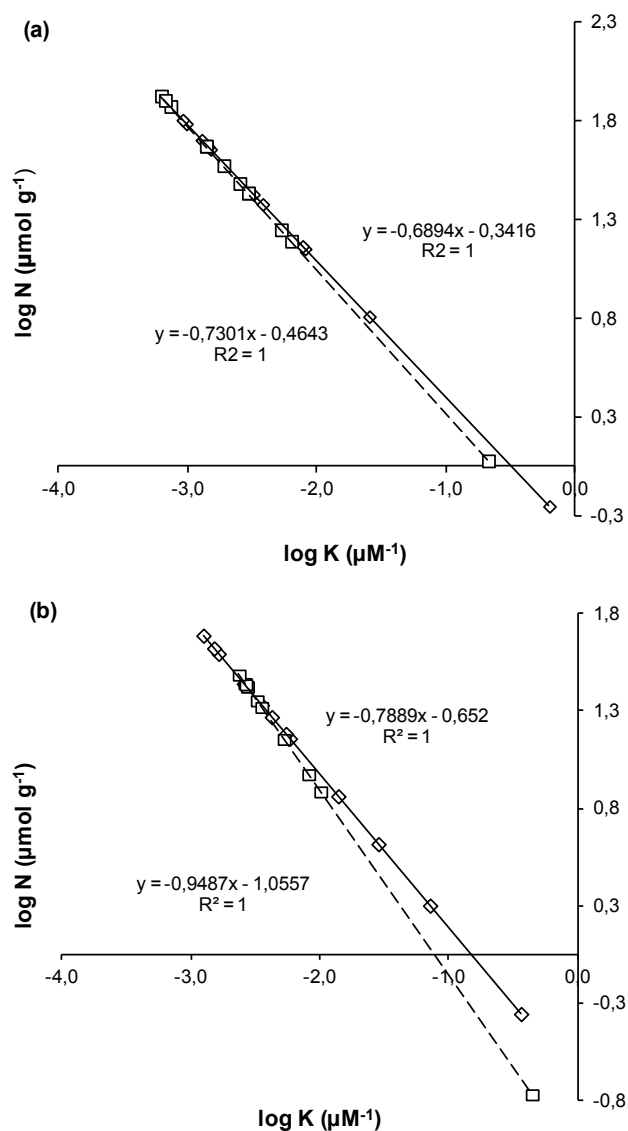 (a)
2,3
1,8
1,3
0,8
0,3
-0,3
y = -0,6894x - 0,3416
R2 = 1
y = -0,7301x - 0,4643
R2 = 1
log N (µmol g-1)
-4,0 -3,0 -2,0 -1,0 0,0
log K (µM-1)
(b)
1,8
1,3
0,8
0,3
-0,3
-0,8
y = -0,7889x - 0,652
R² = 1
y = -0,9487x - 1,0557
R² = 1
log N (µmol g-1)
-4,0 -3,0 -2,0 -1,0 0,0
log K (µM-1)